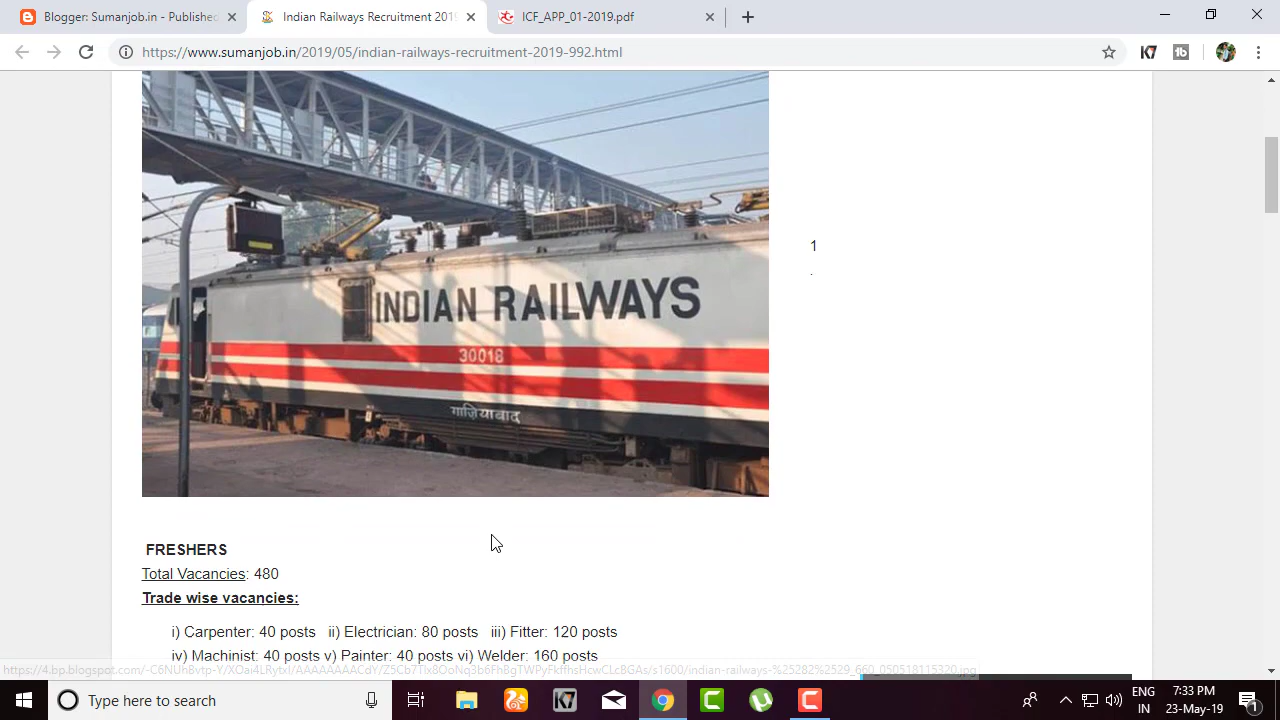 Blogger: Sumanjob.in - Published
Indian Railways Recruitment 2019
ICF_APP_01-2019.pdf
https://www.sumanjob.in/2019/05/indian-railways-recruitment-2019-992.html
INDIAN RAILWAYS
30018
गाज़ियाबाद
1
.
FRESHERS
Total Vacancies: 480
Trade wise vacancies:
i) Carpenter: 40 posts ii) Electrician: 80 posts iii) Fitter: 120 posts
iv) Machinist: 40 posts v) Painter: 40 posts vi) Welder: 160 posts
Type here to search
ENG
IN
7:33 PM
23-May-19
1